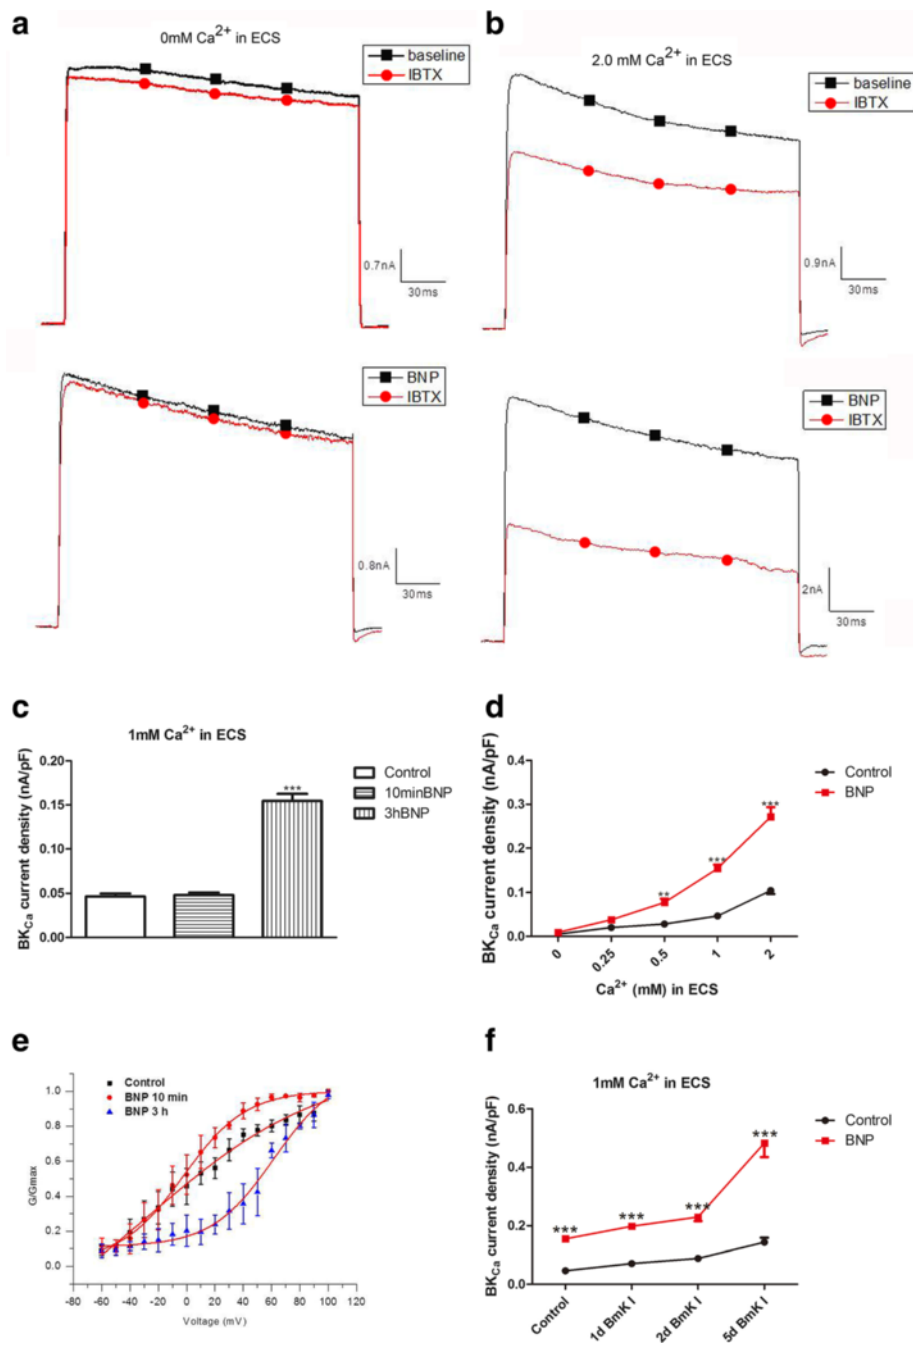 a
0mM Ca²⁺ in ECS
baseline
IBTX
0.7nA
30ms
BNP
IBTX
0.8nA
30ms
b
2.0 mM Ca²⁺ in ECS
baseline
IBTX
0.9nA
30ms
BNP
IBTX
2nA
30ms
c
1mM Ca²⁺ in ECS
BK_Ca current density (nA/pF)
0.20
0.15
0.10
0.05
0.00
***
Control
10minBNP
3hBNP
d
BK_Ca current density (nA/pF)
0.4
0.3
0.2
0.1
0.0
**
***
***
0
0.25
0.5
1
2
Ca²⁺ (mM) in ECS
Control
BNP
e
Control
BNP 10 min
BNP 3 h
G/Gmax
1.0
0.8
0.6
0.4
0.2
0.0
-80 -60 -40 -20 0 20 40 60 80 100 120
Voltage (mV)
f
1mM Ca²⁺ in ECS
BK_Ca current density (nA/pF)
0.6
0.4
0.2
0.0
***
***
***
***
Control
1d BmK I
2d BmK I
5d BmK I
Control
BNP